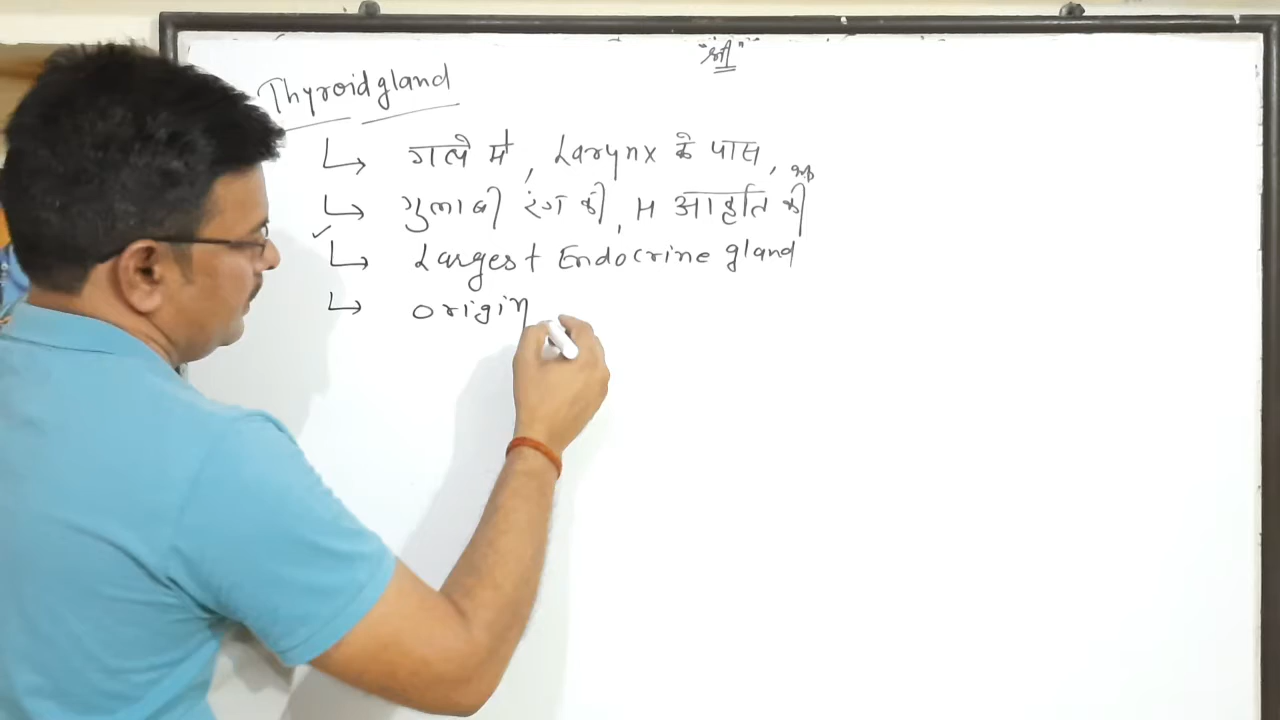 "श्री"
Thyroid gland
↳ गले में, Larynx के पास,
↳ गुलाबी रंग की, H आकृति की
↳ Largest Endocrine gland
↳ origin